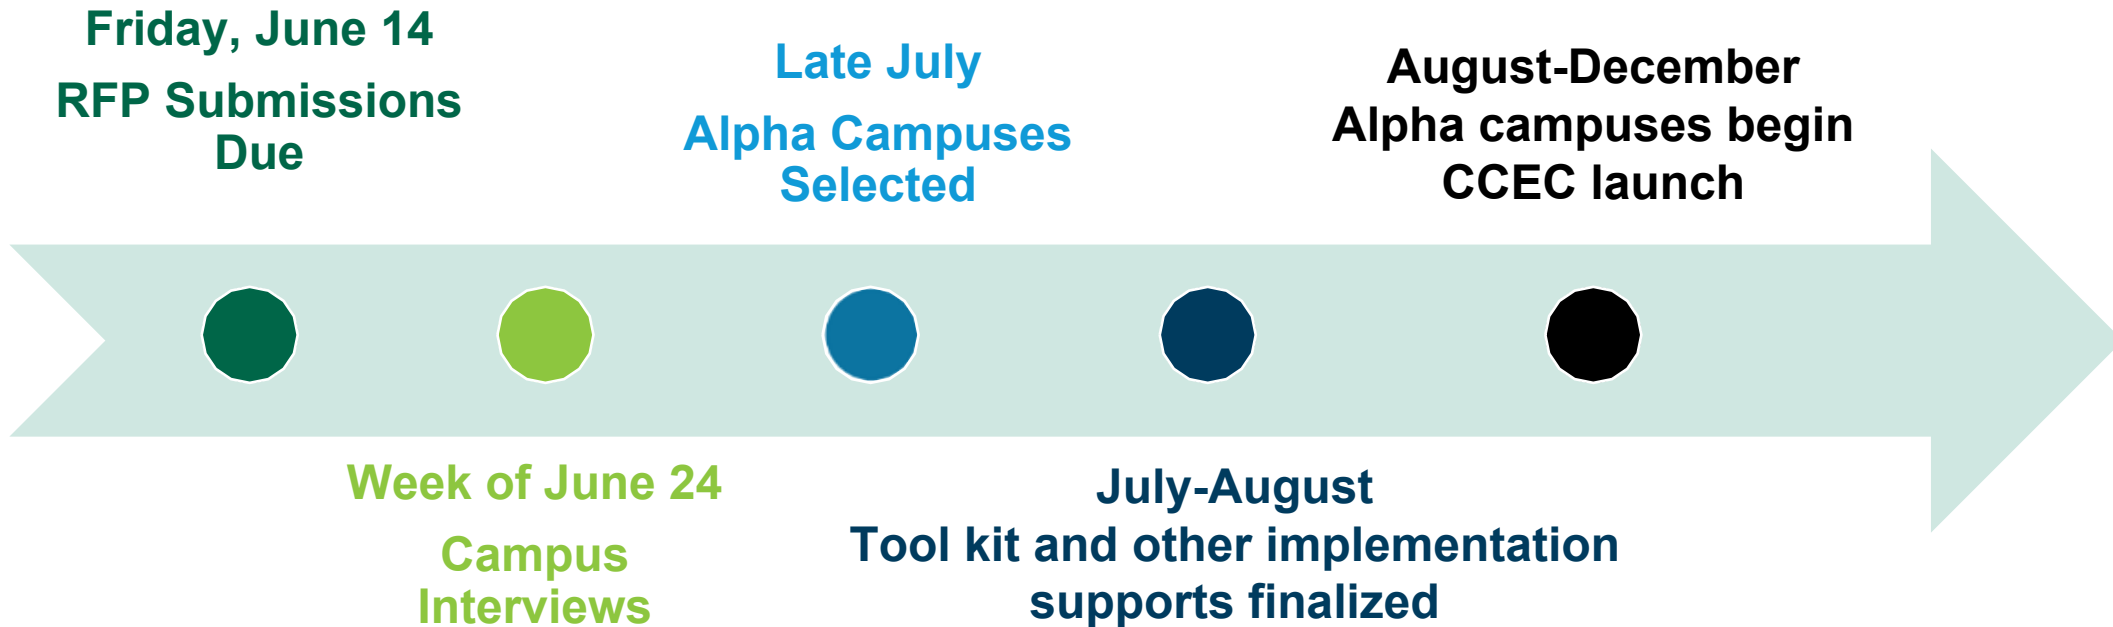 Friday, June 14
RFP Submissions
Due
Week of June 24
Campus
Interviews
Late July
Alpha Campuses
Selected
July-August
Tool kit and other implementation
supports finalized
August-December
Alpha campuses begin
CCEC launch